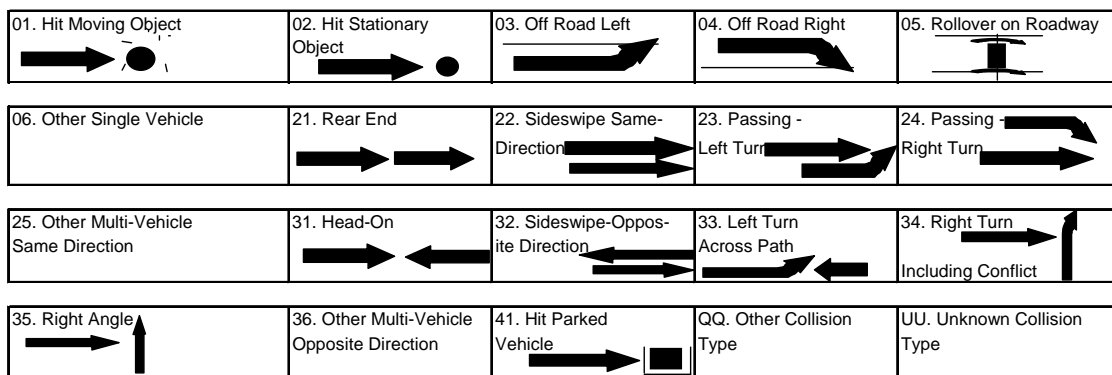 01. Hit Moving Object
02. Hit Stationary
Object
03. Off Road Left
04. Off Road Right
05. Rollover on Roadway
06. Other Single Vehicle
21. Rear End
22. Sideswipe Same-
Direction
23. Passing -
Left Turn
24. Passing -
Right Turn
25. Other Multi-Vehicle
Same Direction
31. Head-On
32. Sideswipe-Oppos-
ite Direction
33. Left Turn
Across Path
34. Right Turn
Including Conflict
35. Right Angle
36. Other Multi-Vehicle
Opposite Direction
41. Hit Parked
Vehicle
QQ. Other Collision
Type
UU. Unknown Collision
Type